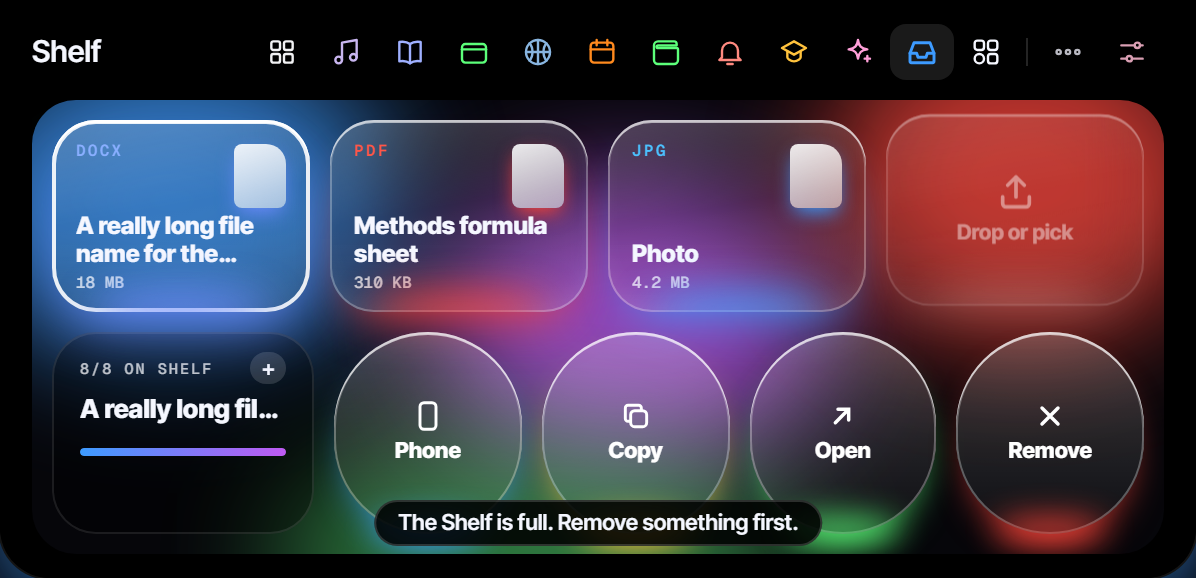 Shelf
DOCX
A really long file
name for the...
18 MB
PDF
Methods formula
sheet
310 KB
JPG
Photo
4.2 MB
Drop or pick
8/8 ON SHELF
+
A really long fil...
Phone
Copy
Open
Remove
The Shelf is full. Remove something first.